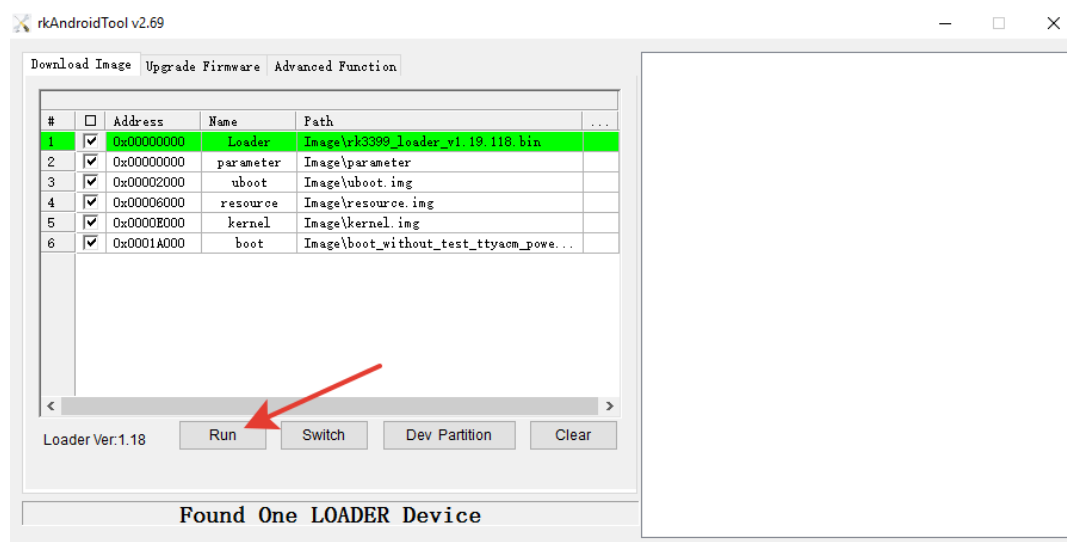 rkAndroidTool v2.69
Download Image Upgrade Firmware Advanced Function
# Address Name Path ...
1 0x00000000 Loader Image\rk3399_loader_v1.19.118.bin
2 0x00000000 parameter Image\parameter
3 0x00002000 uboot Image\uboot.img
4 0x00006000 resource Image\resource.img
5 0x0000E000 kernel Image\kernel.img
6 0x0001A000 boot Image\boot_without_test_ttyacm_powe...
Loader Ver:1.18 Run Switch Dev Partition Clear
Found One LOADER Device